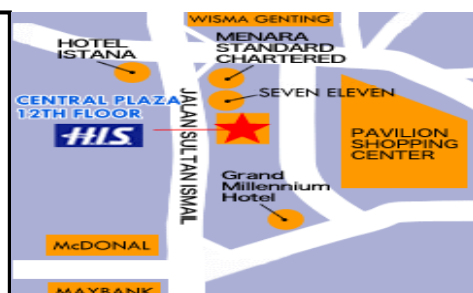 WISMA GENTING
HOTEL
ISTANA
MENARA
STANDARD
CHARTERED
SEVEN ELEVEN
CENTRAL PLAZA
12TH FLOOR
H.I.S.
JALAN SULTAN ISMAIL
PAVILION
SHOPPING
CENTER
Grand
Millennium
Hotel
McDONAL
MAYBANK